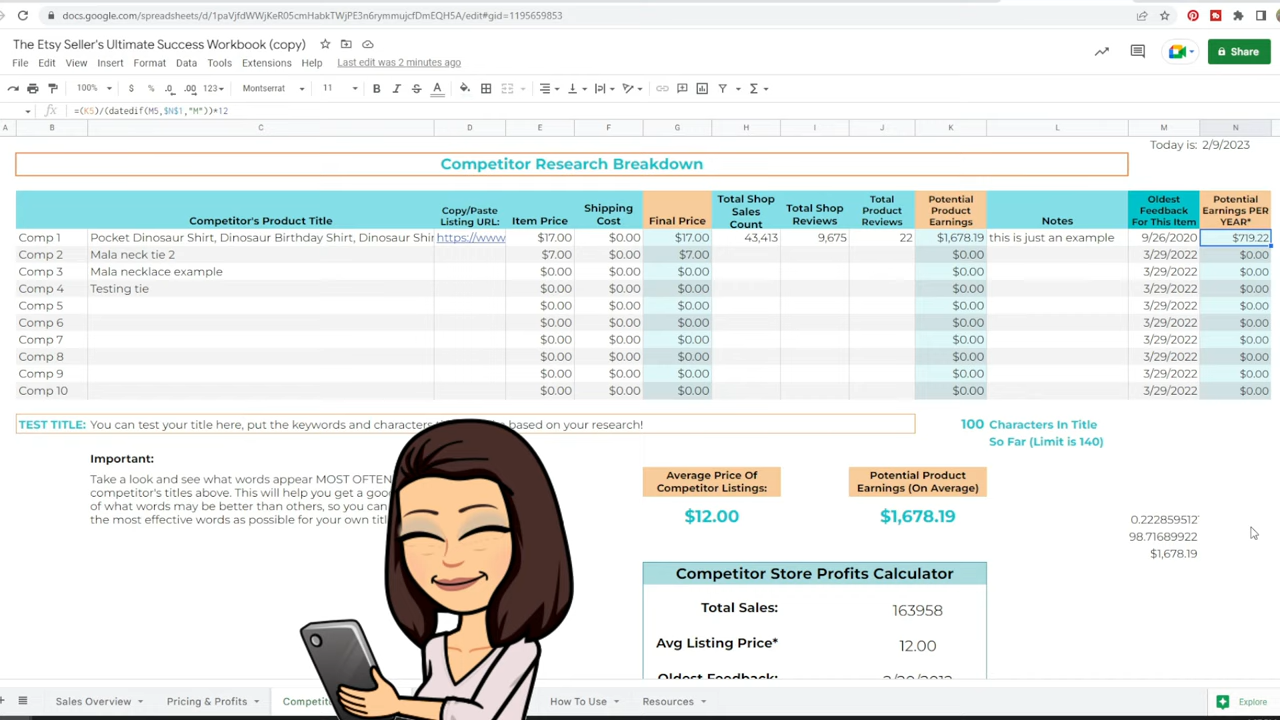 docs.google.com/spreadsheets/d/1paVjfdWWjKeR05cmHabkTWjPE3n6rymmujcfDmEQH5A/edit#gid=1195659853
The Etsy Seller's Ultimate Success Workbook (copy)
Share
File Edit View Insert Format Data Tools Extensions Help Last edit was 2 minutes ago
100% $ % .0 .00 123 Montserrat 11 B I S A
fx =(K5)/(datedif(M5,$N$1,"M"))*12
A B C D E F G H I J K L M N
Today is: 2/9/2023
Competitor Research Breakdown
Competitor's Product Title Copy/Paste Listing URL: Item Price Shipping Cost Final Price Total Shop Sales Count Total Shop Reviews Total Product Reviews Potential Product Earnings Notes Oldest Feedback For This Item Potential Earnings PER YEAR*
Comp 1 Pocket Dinosaur Shirt, Dinosaur Birthday Shirt, Dinosaur Shir https://www $17.00 $0.00 $17.00 43,413 9,675 22 $1,678.19 this is just an example 9/26/2020 $719.22
Comp 2 Mala neck tie 2 $7.00 $0.00 $7.00 $0.00 3/29/2022 $0.00
Comp 3 Mala necklace example $0.00 $0.00 $0.00 $0.00 3/29/2022 $0.00
Comp 4 Testing tie $0.00 $0.00 $0.00 $0.00 3/29/2022 $0.00
Comp 5 $0.00 $0.00 $0.00 $0.00 3/29/2022 $0.00
Comp 6 $0.00 $0.00 $0.00 $0.00 3/29/2022 $0.00
Comp 7 $0.00 $0.00 $0.00 $0.00 3/29/2022 $0.00
Comp 8 $0.00 $0.00 $0.00 $0.00 3/29/2022 $0.00
Comp 9 $0.00 $0.00 $0.00 $0.00 3/29/2022 $0.00
Comp 10 $0.00 $0.00 $0.00 $0.00 3/29/2022 $0.00
TEST TITLE: You can test your title here, put the keywords and characters based on your research!
100 Characters In Title
So Far (Limit is 140)
Important:
Take a look and see what words appear MOST OFTEN
competitor's titles above. This will help you get a goo
of what words may be better than others, so you can
the most effective words as possible for your own titl
Average Price Of
Competitor Listings:
$12.00
Potential Product
Earnings (On Average)
$1,678.19
0.222859512
98.71689922
$1,678.19
Competitor Store Profits Calculator
Total Sales: 163958
Avg Listing Price* 12.00
Oldest Feedback:
Sales Overview Pricing & Profits Competito How To Use Resources Explore